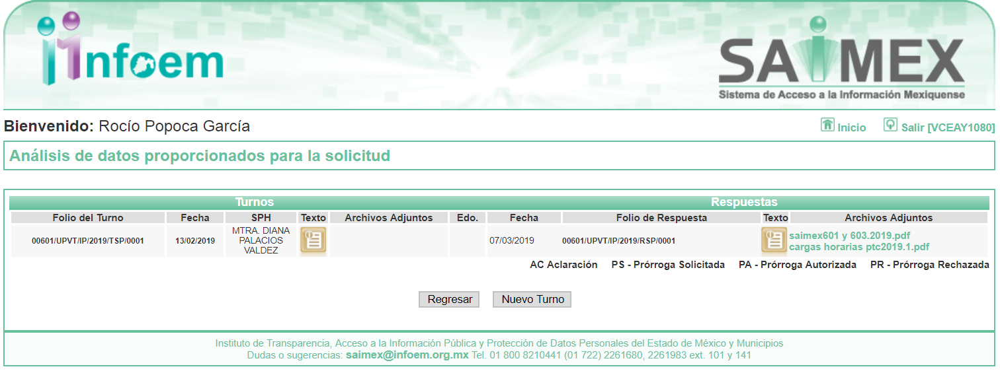 infoem
SAIMEX
Sistema de Acceso a la Información Mexiquense
Bienvenido: Rocío Popoca García
Inicio Salir [VCEAY1080]
Análisis de datos proporcionados para la solicitud
Turnos Respuestas
Folio del Turno Fecha SPH Texto Archivos Adjuntos Edo. Fecha Folio de Respuesta Texto Archivos Adjuntos
00601/UPVT/IP/2019/TSP/0001 13/02/2019 MTRA. DIANA PALACIOS VALDEZ 07/03/2019 00601/UPVT/IP/2019/RSP/0001 saimex601 y 603.2019.pdf
cargas horarias ptc2019.1.pdf
AC Aclaración PS - Prórroga Solicitada PA - Prórroga Autorizada PR - Prórroga Rechazada
Regresar Nuevo Turno
Instituto de Transparencia, Acceso a la Información Pública y Protección de Datos Personales del Estado de México y Municipios
Dudas o sugerencias: saimex@infoem.org.mx Tel. 01 800 8210441 (01 722) 2261680, 2261983 ext. 101 y 141